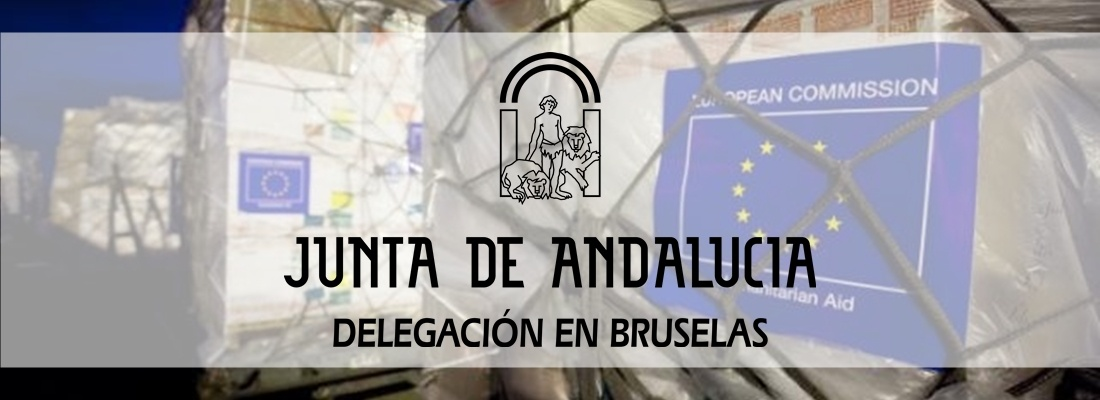 EUROPEAN COMMISSION
JUNTA DE ANDALUCIA
Humanitarian Aid
DELEGACIÓN EN BRUSELAS